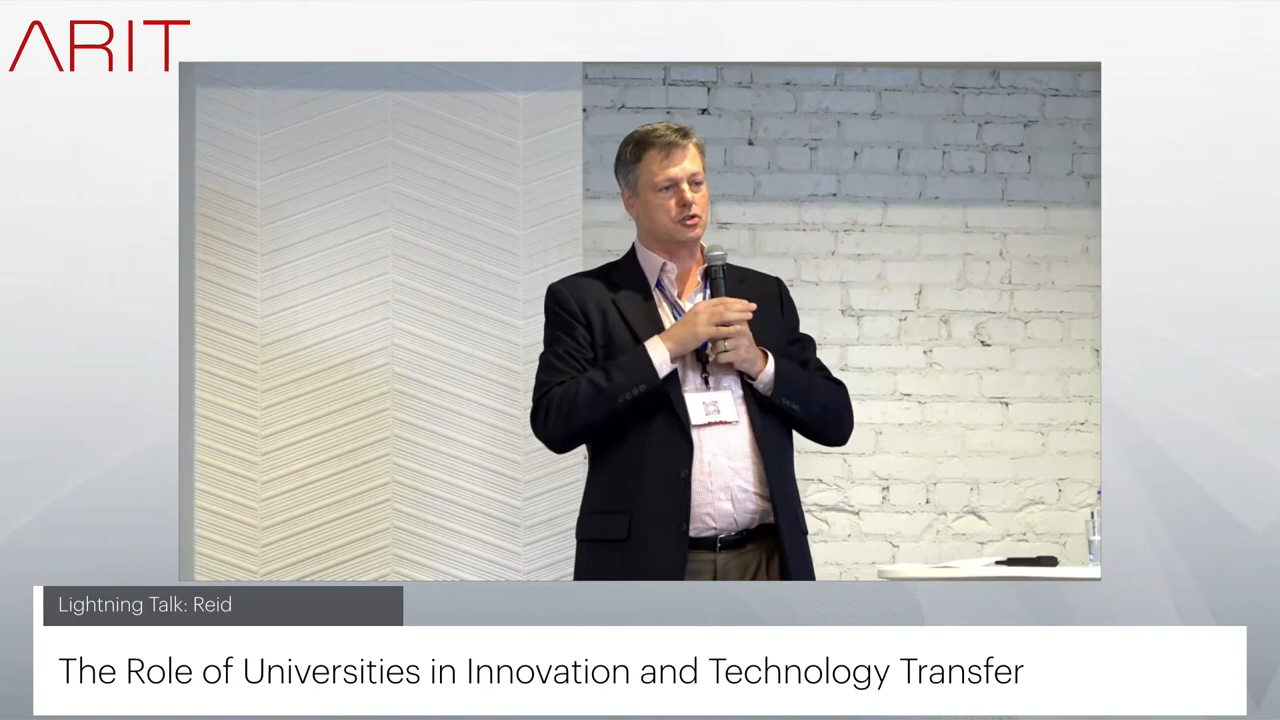 ARIT
Lightning Talk: Reid
The Role of Universities in Innovation and Technology Transfer